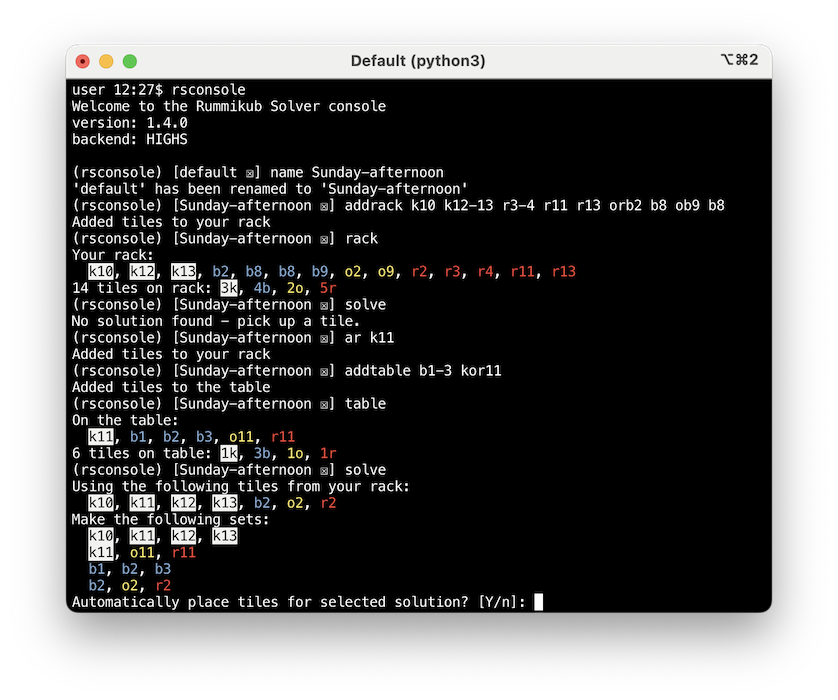 Default (python3)
⌥⌘2
user 12:27$ rsconsole
Welcome to the Rummikub Solver console
version: 1.4.0
backend: HIGHS
(rsconsole) [default ☒] name Sunday-afternoon
'default' has been renamed to 'Sunday-afternoon'
(rsconsole) [Sunday-afternoon ☒] addrack k10 k12-13 r3-4 r11 r13 orb2 b8 ob9 b8
Added tiles to your rack
(rsconsole) [Sunday-afternoon ☒] rack
Your rack:
k10, k12, k13, b2, b8, b8, b9, o2, o9, r2, r3, r4, r11, r13
14 tiles on rack: 3k, 4b, 2o, 5r
(rsconsole) [Sunday-afternoon ☒] solve
No solution found - pick up a tile.
(rsconsole) [Sunday-afternoon ☒] ar k11
Added tiles to your rack
(rsconsole) [Sunday-afternoon ☒] addtable b1-3 kor11
Added tiles to the table
(rsconsole) [Sunday-afternoon ☒] table
On the table:
k11, b1, b2, b3, o11, r11
6 tiles on table: 1k, 3b, 1o, 1r
(rsconsole) [Sunday-afternoon ☒] solve
Using the following tiles from your rack:
k10, k11, k12, k13, b2, o2, r2
Make the following sets:
k10, k11, k12, k13
k11, o11, r11
b1, b2, b3
b2, o2, r2
Automatically place tiles for selected solution? [Y/n]: